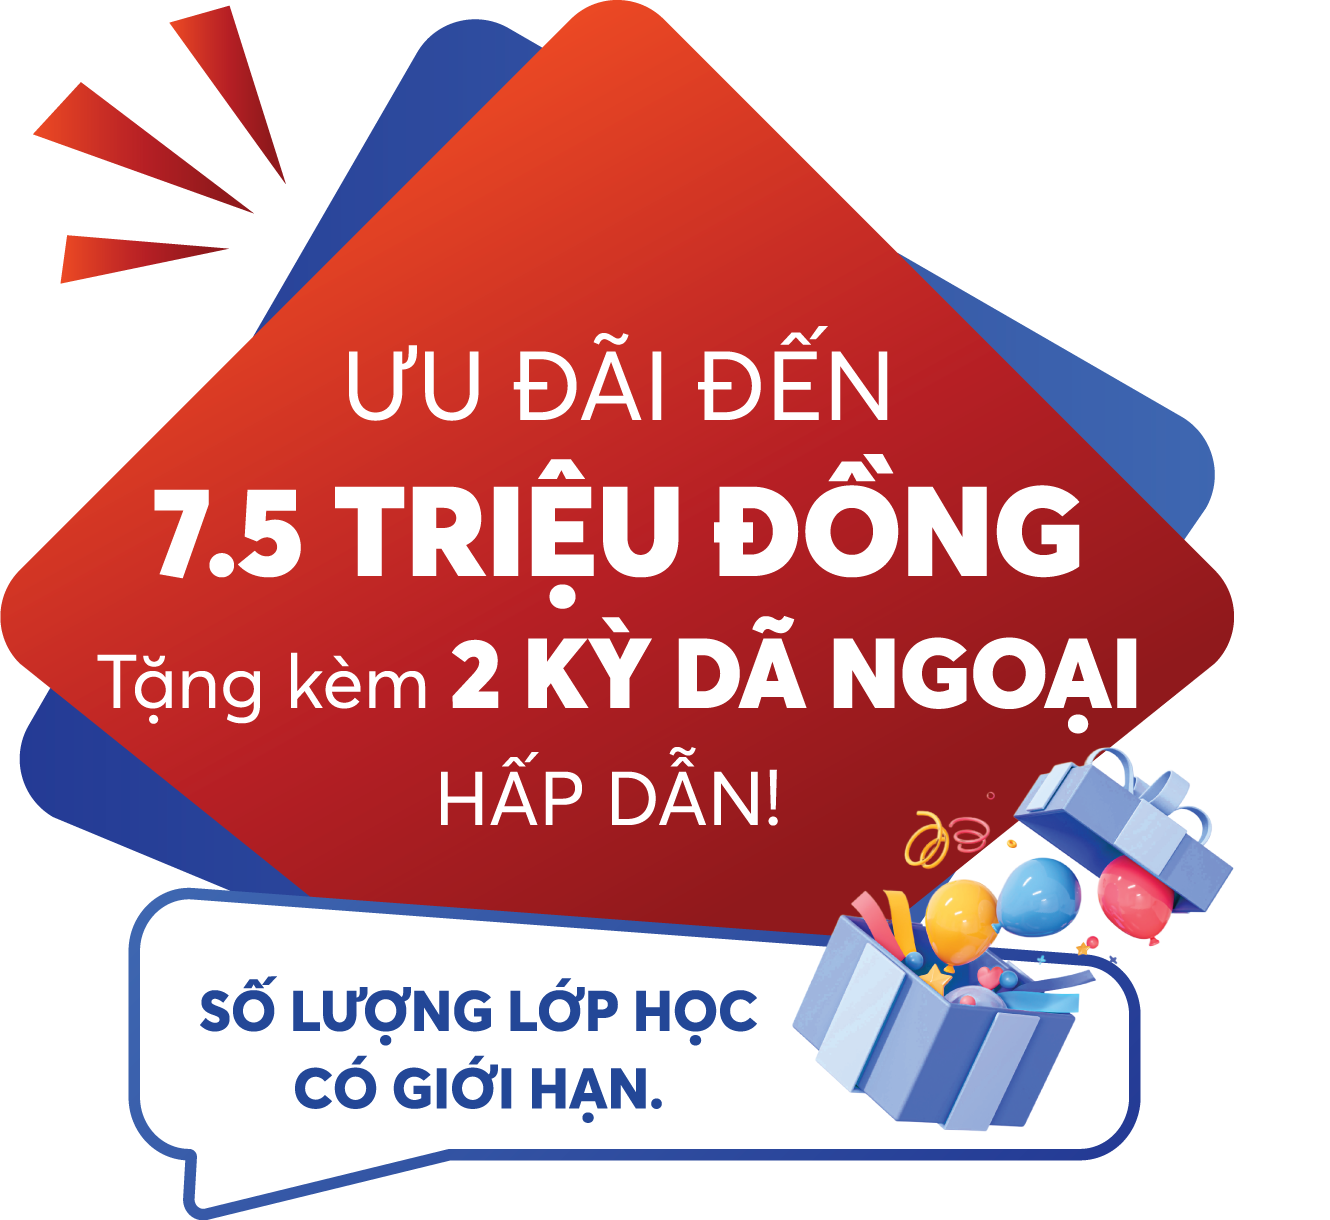 ƯU ĐÃI ĐẾN
7.5 TRIỆU ĐỒNG
Tặng kèm 2 KỲ DÃ NGOẠI
HẤP DẪN!
SỐ LƯỢNG LỚP HỌC
CÓ GIỚI HẠN.